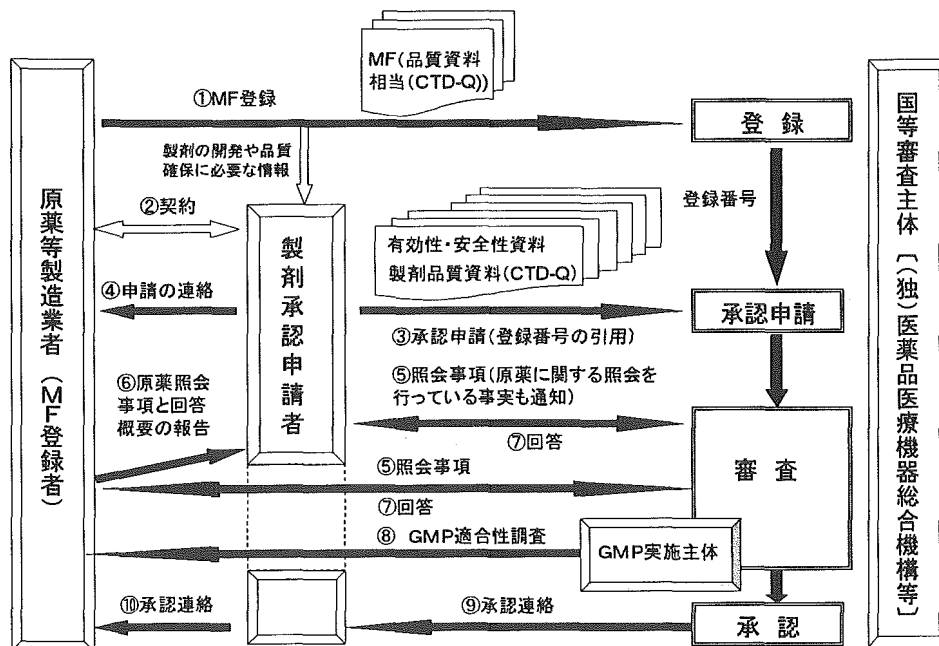 MF(品質資料
相当(CTD-Q))
①MF登録
登 録
製剤の開発や品質
確保に必要な情報
登録番号
②契約
有効性・安全性資料
製剤品質資料(CTD-Q)
④申請の連絡
承認申請
③承認申請(登録番号の引用)
⑤照会事項(原薬に関する照会を
行っている事実も通知)
⑥原薬照会
事項と回答
概要の報告
⑦回答
⑤照会事項
審 査
⑦回答
⑧ GMP適合性調査
GMP実施主体
⑩承認連絡
⑨承認連絡
承 認
原薬等製造業者(MF登録者)
製剤承認申請者
国等審査主体〔(独)医薬品医療機器総合機構等〕